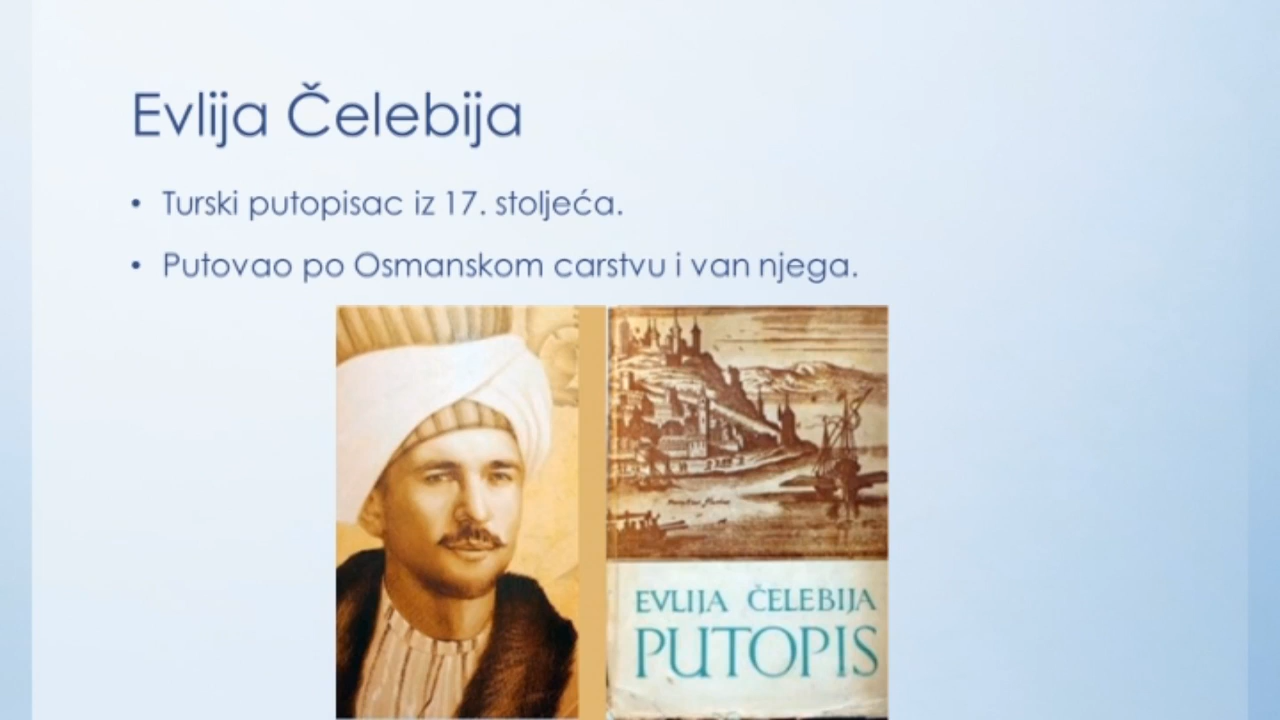 Evlija Čelebija
• Turski putopisac iz 17. stoljeća.
• Putovao po Osmanskom carstvu i van njega.
EVLIJA ČELEBIJA
PUTOPIS